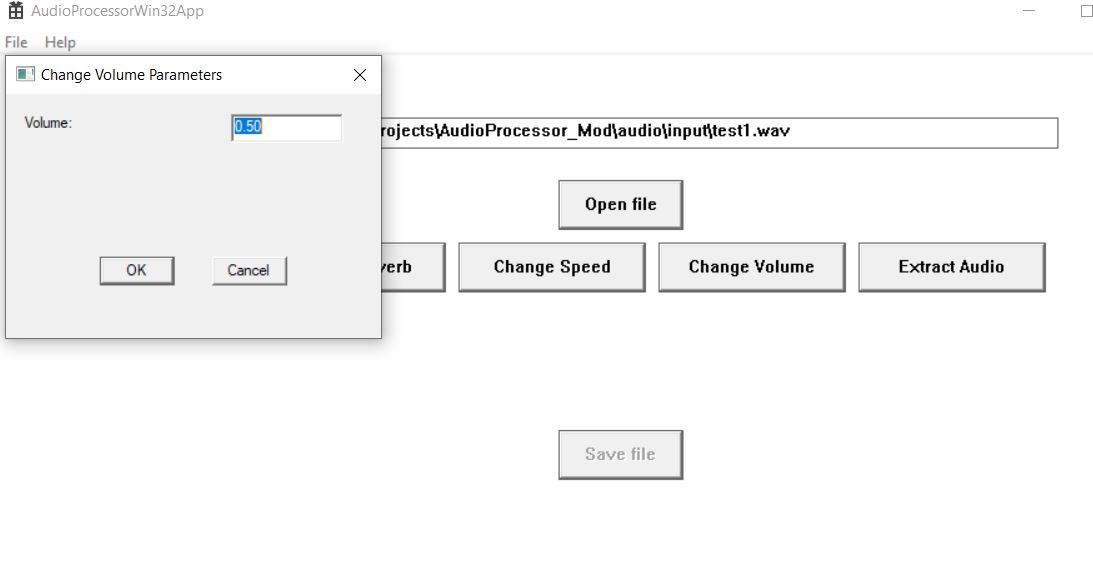 AudioProcessorWin32App
File Help
Change Volume Parameters
Volume:
0.50
rojects\AudioProcessor_Mod\audio\input\test1.wav
Open file
verb
Change Speed
Change Volume
Extract Audio
OK
Cancel
Save file